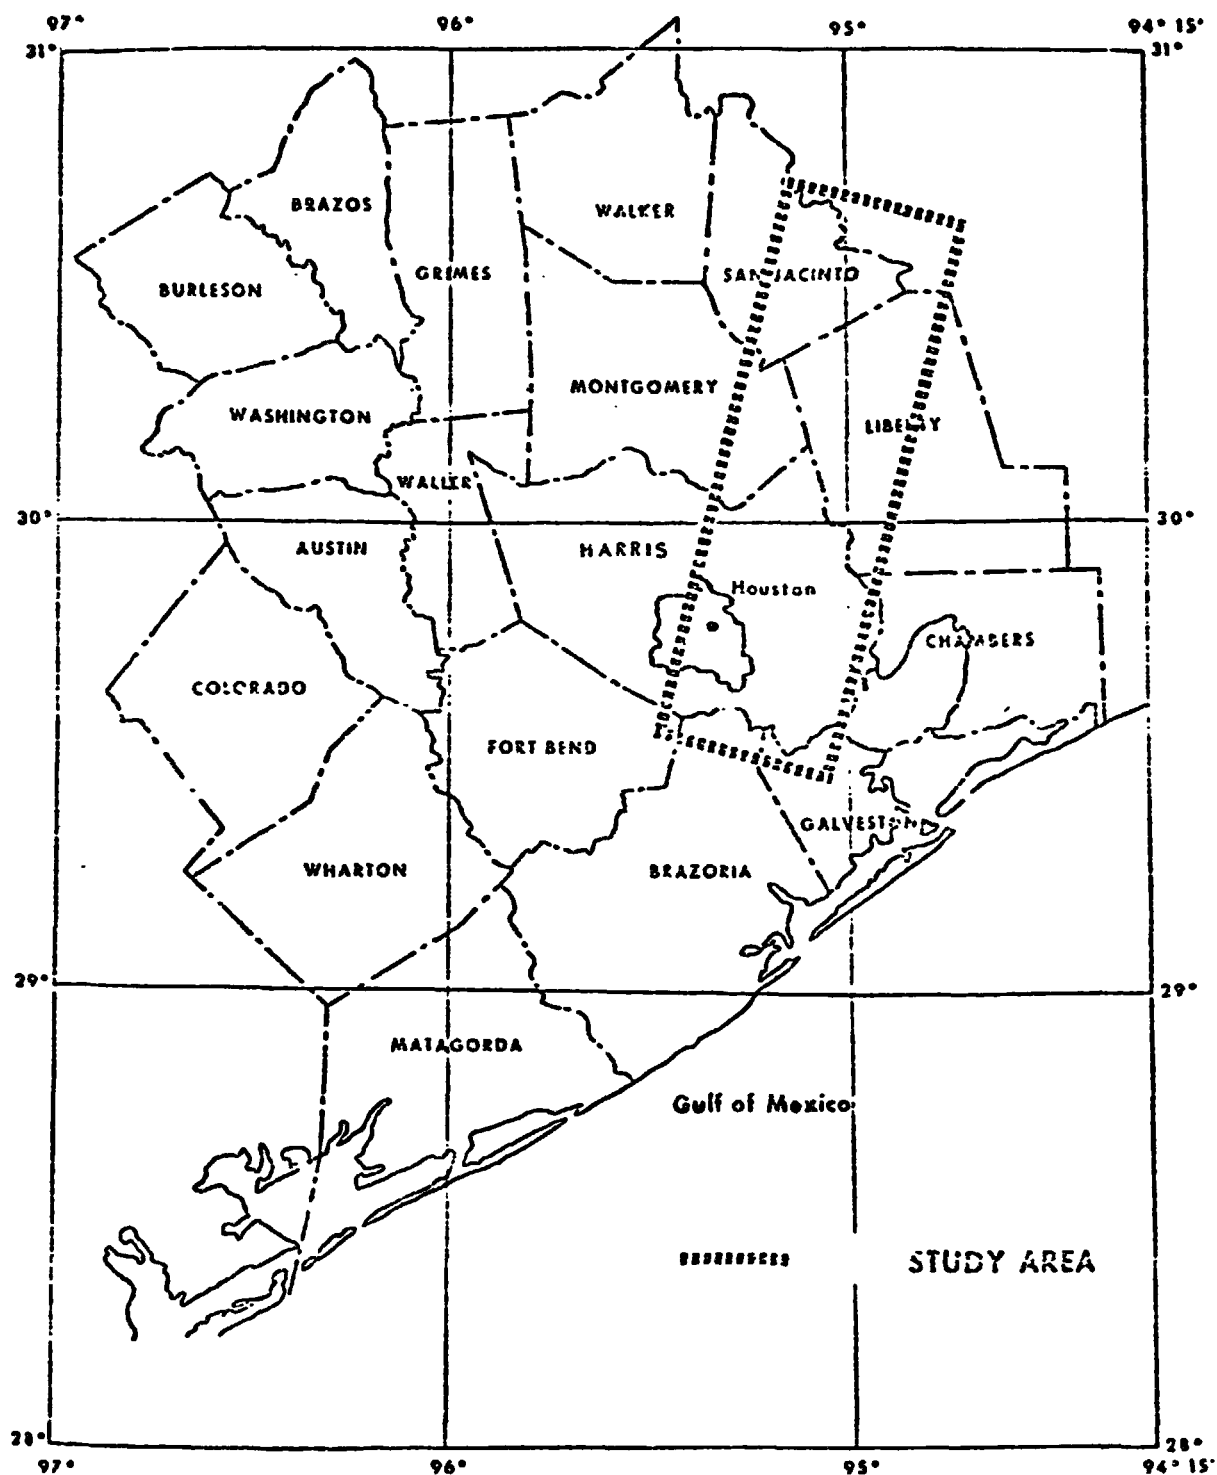 97° 96° 95° 94° 15'
31° 31°
BRAZOS WALKER
BURLESON GRIMES SAN JACINTO
MONTGOMERY
WASHINGTON LIBERTY
WALLER
30° 30°
AUSTIN HARRIS
Houston
CHAMBERS
COLORADO
FORT BEND
GALVESTON
WHARTON BRAZORIA
29° 29°
MATAGORDA
Gulf of Mexico
STUDY AREA
28° 28°
97° 96° 95° 94° 15'